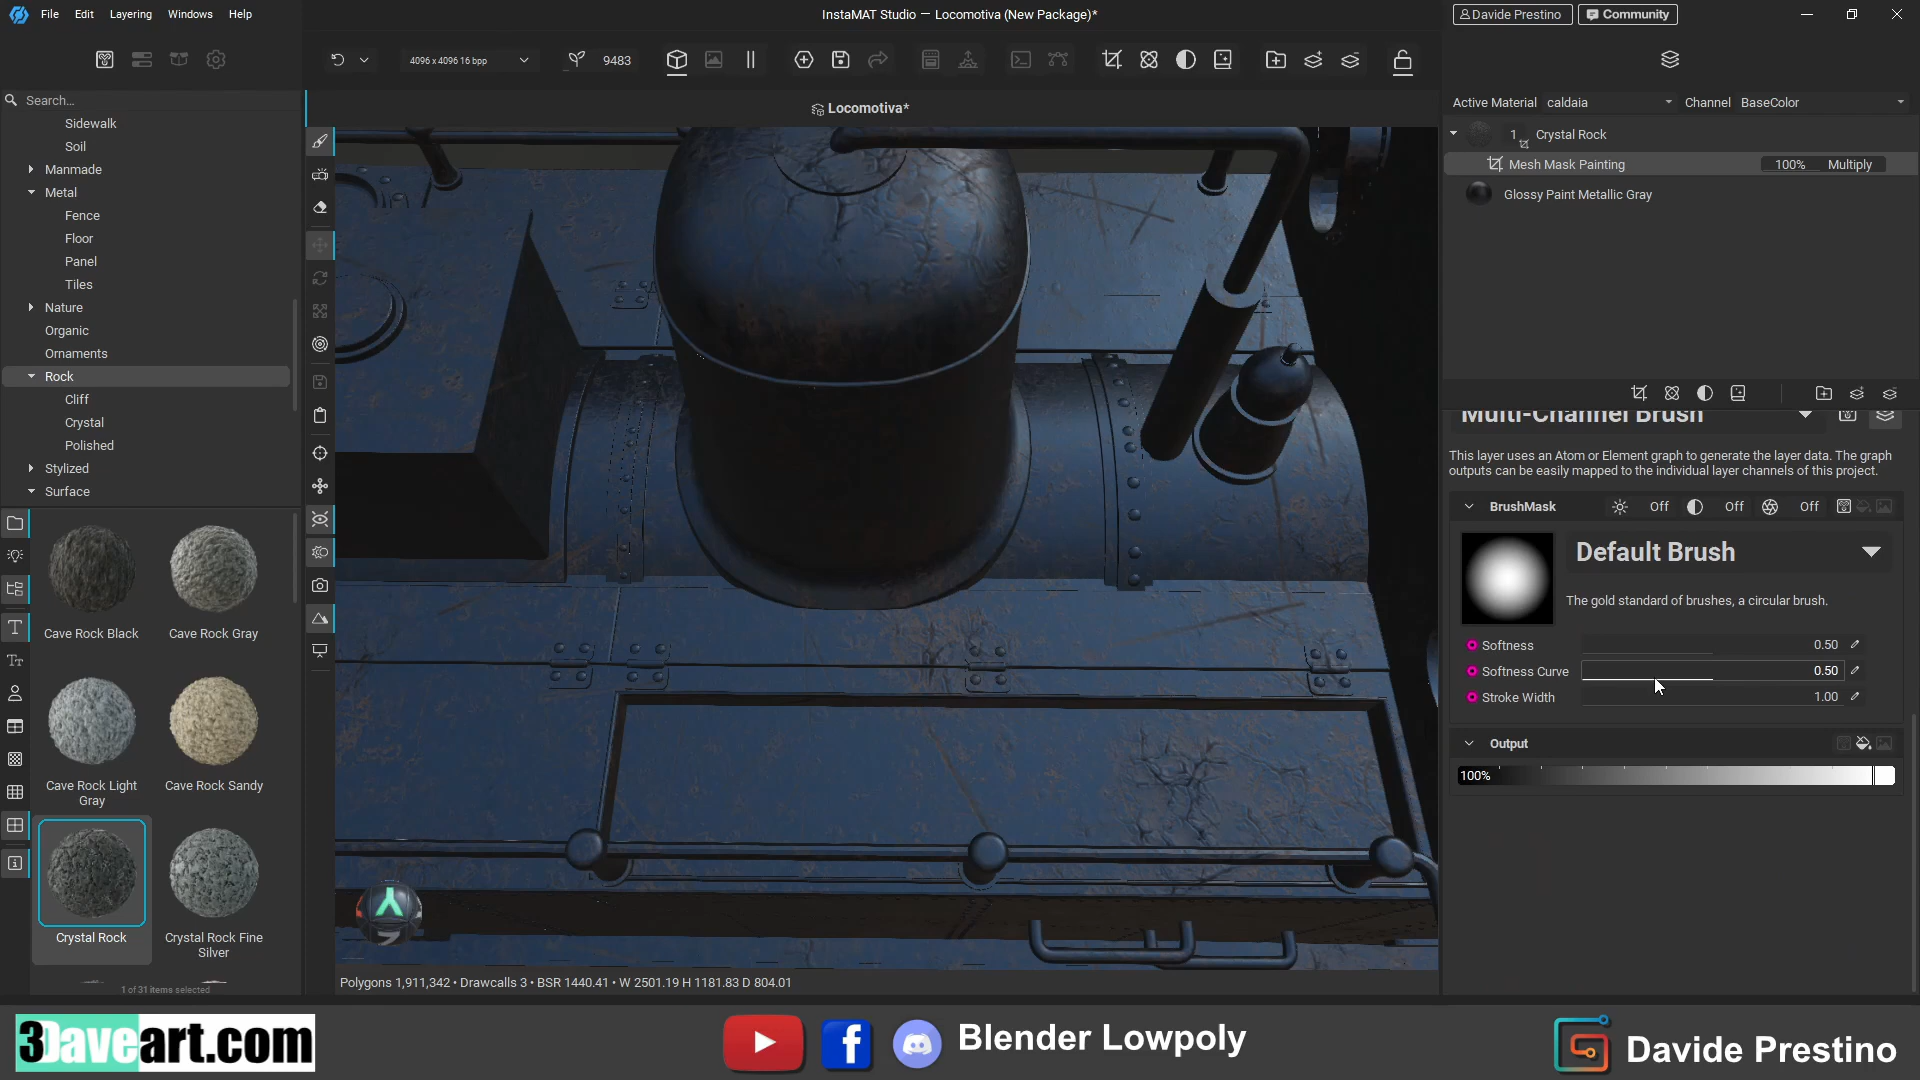 File Edit Layering Windows Help
InstaMAT Studio — Locomotiva (New Package)*
Davide Prestino
Community
4096 x 4096 16 bpp
9483
Search...
Locomotiva*
Active Material caldaia Channel BaseColor
Sidewalk
Soil
Manmade
Metal
Fence
Floor
Panel
Tiles
Nature
Organic
Ornaments
Rock
Cliff
Crystal
Polished
Stylized
Surface
1 Crystal Rock
Mesh Mask Painting 100% Multiply
Glossy Paint Metallic Gray
Multi-Channel Brush
This layer uses an Atom or Element graph to generate the layer data. The graph
outputs can be easily mapped to the individual layer channels of this project.
BrushMask Off Off Off
Default Brush
The gold standard of brushes, a circular brush.
Softness 0.50
Softness Curve 0.50
Stroke Width 1.00
Output
100%
Cave Rock Black
Cave Rock Gray
Cave Rock Light
Gray
Cave Rock Sandy
Crystal Rock
Crystal Rock Fine
Silver
1 of 31 items selected
Polygons 1,911,342 • Drawcalls 3 • BSR 1440.41 • W 2501.19 H 1181.83 D 804.01
3Daveart.com
Blender Lowpoly
Davide Prestino